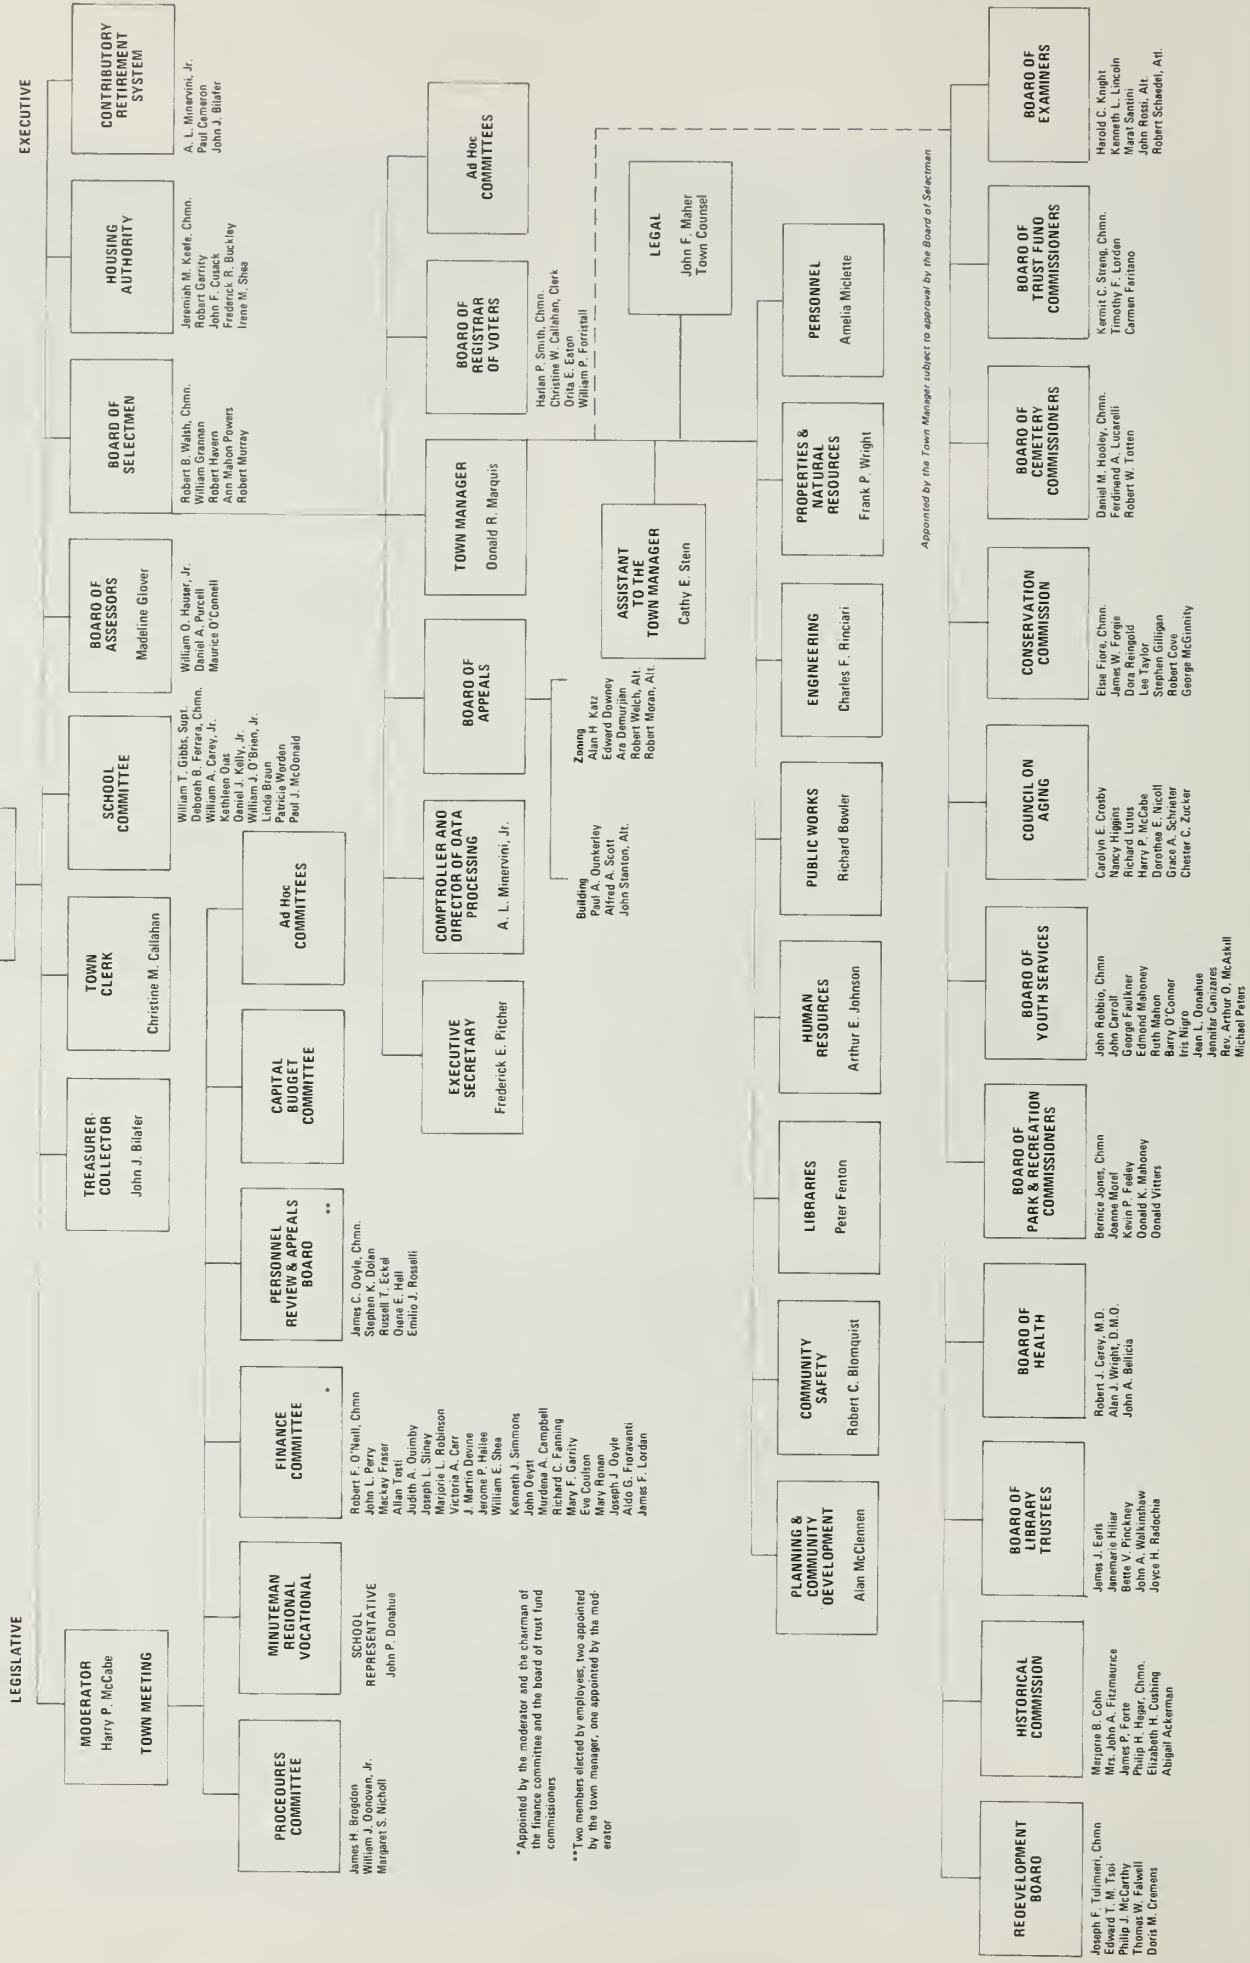 LEGISLATIVE
EXECUTIVE
MODERATOR
Harry P. McCabe
TOWN MEETING
TREASURER-
COLLECTOR
John J. Bilafer
TOWN
CLERK
Christine M. Callahan
SCHOOL
COMMITTEE
William T. Gibbs, Supt.
Deborah B. Ferrara, Chmn.
William A. Carey, Jr.
Kathleen Dias
Daniel J. Kelly, Jr.
William J. O'Brien, Jr.
Linda Braun
Patricia Worden
Paul J. McDonald
BOARD OF
ASSESSORS
Madeline Glover
William O. Hauser, Jr.
Daniel A. Purcell
Maurice O'Connell
BOARD OF
SELECTMEN
Robert B. Walsh, Chmn.
William Grannan
Robert Havern
Ann Mahon Powers
Robert Murray
HOUSING
AUTHORITY
Jeremiah M. Keefe, Chmn.
Robert Garrity
John F. Cusack
Frederick R. Buckley
Irene M. Shea
CONTRIBUTORY
RETIREMENT
SYSTEM
A. L. Minervini, Jr.
Paul Cameron
John J. Bilafer
PROCEDURES
COMMITTEE
James H. Brogdon
William J. Donovan, Jr.
Margaret S. Nicholl
MINUTEMAN
REGIONAL
VOCATIONAL
SCHOOL
REPRESENTATIVE
John P. Donahue
FINANCE
COMMITTEE
*
Robert F. O'Neill, Chmn
John L. Perry
Mackay Fraser
Allan Tosti
Judith A. Quimby
Joseph L. Sliney
Marjorie L. Robinson
Victoria A. Carr
J. Martin Devine
Jerome P. Hallee
William E. Shea
Kenneth J. Simmons
John Deyst
Murdena A. Campbell
Richard C. Fanning
Mary F. Garrity
Eve Coulson
Mary Ronan
Joseph J. Doyle
Aldo G. Fioravanti
James F. Lordan
PERSONNEL
REVIEW & APPEALS
BOARD
**
James C. Doyle, Chmn.
Stephen K. Dolan
Russell T. Eckel
Diane E. Hall
Emilio J. Rosselli
CAPITAL
BUDGET
COMMITTEE
Ad Hoc
COMMITTEES
*Appointed by the moderator and the chairman of
the finance committee and the board of trust fund
commissioners
**Two members elected by employees, two appointed
by the town manager, one appointed by the mod-
erator
EXECUTIVE
SECRETARY
Frederick E. Pitcher
COMPTROLLER AND
DIRECTOR OF DATA
PROCESSING
A. L. Minervini, Jr.
BOARD OF
APPEALS
Building
Paul A. Dunkerley
Alfred A. Scott
John Stanton, Alt.
Zoning
Alan H Katz
Edward Downey
Ara Demurjian
Robert Welch, Alt.
Robert Moran, Alt.
TOWN MANAGER
Donald R. Marquis
BOARD OF
REGISTRAR
OF VOTERS
Harlan P. Smith, Chmn.
Christine W. Callahan, Clerk
Orita E. Eaton
William P. Forristall
Ad Hoc
COMMITTEES
ASSISTANT
TO THE
TOWN MANAGER
Cathy E. Stein
LEGAL
John F. Maher
Town Counsel
PLANNING &
COMMUNITY
DEVELOPMENT
Alan McClennen
COMMUNITY
SAFETY
Robert C. Blomquist
LIBRARIES
Peter Fenton
HUMAN
RESOURCES
Arthur E. Johnson
PUBLIC WORKS
Richard Bowler
ENGINEERING
Charles F. Rinciari
PROPERTIES &
NATURAL
RESOURCES
Frank P. Wright
PERSONNEL
Amelia Miclette
Appointed by the Town Manager subject to approval by the Board of Selectman
REDEVELOPMENT
BOARD
Joseph F. Tulimieri, Chmn
Edward T. M. Tsoi
Philip J. McCarthy
Thomas W. Falwell
Doris M. Cremens
HISTORICAL
COMMISSION
Marjorie B. Cohn
Mrs. John A. Fitzmaurice
James P. Forte
Philip H. Hagar, Chmn.
Elizabeth H. Cushing
Abigail Ackerman
BOARD OF
LIBRARY
TRUSTEES
James J. Earls
Janemarie Hillar
Bette V. Pinckney
John A. Walkinshaw
Joyce H. Radochia
BOARD OF
HEALTH
Robert J. Carey, M.D.
Alan J. Wright, D.M.D.
John A. Bellicia
BOARD OF
PARK & RECREATION
COMMISSIONERS
Bernice Jones, Chmn
Joanne Morel
Kevin P. Feeley
Donald K. Mahoney
Donald Vitters
BOARD OF
YOUTH SERVICES
John Robbio, Chmn
John Carroll
George Faulkner
Edmond Mahoney
Ruth Mahon
Barry O'Conner
Iris Nigro
Jean L. Donahue
Jennifer Canizares
Rev. Arthur O. McAskill
Michael Peters
COUNCIL ON
AGING
Carolyn E. Crosby
Nancy Higgins
Richard Lutus
Harry P. McCabe
Dorothea E. Nicoll
Grace A. Schrieter
Chester C. Zucker
CONSERVATION
COMMISSION
Elsie Fiore, Chmn.
James W. Forgie
Dora Reingold
Lee Taylor
Stephen Gilligan
Robert Cove
George McGinnity
BOARD OF
CEMETERY
COMMISSIONERS
Daniel M. Hooley, Chmn.
Ferdinend A. Lucarelli
Robert W. Totten
BOARD OF
TRUST FUND
COMMISSIONERS
Kermit C. Streng, Chmn.
Timothy F. Lorden
Carmen Faritano
BOARD OF
EXAMINERS
Harold C. Knight
Kenneth L. Lincoln
Marat Santini
John Rossi, Alt.
Robert Schaedel, Atl.